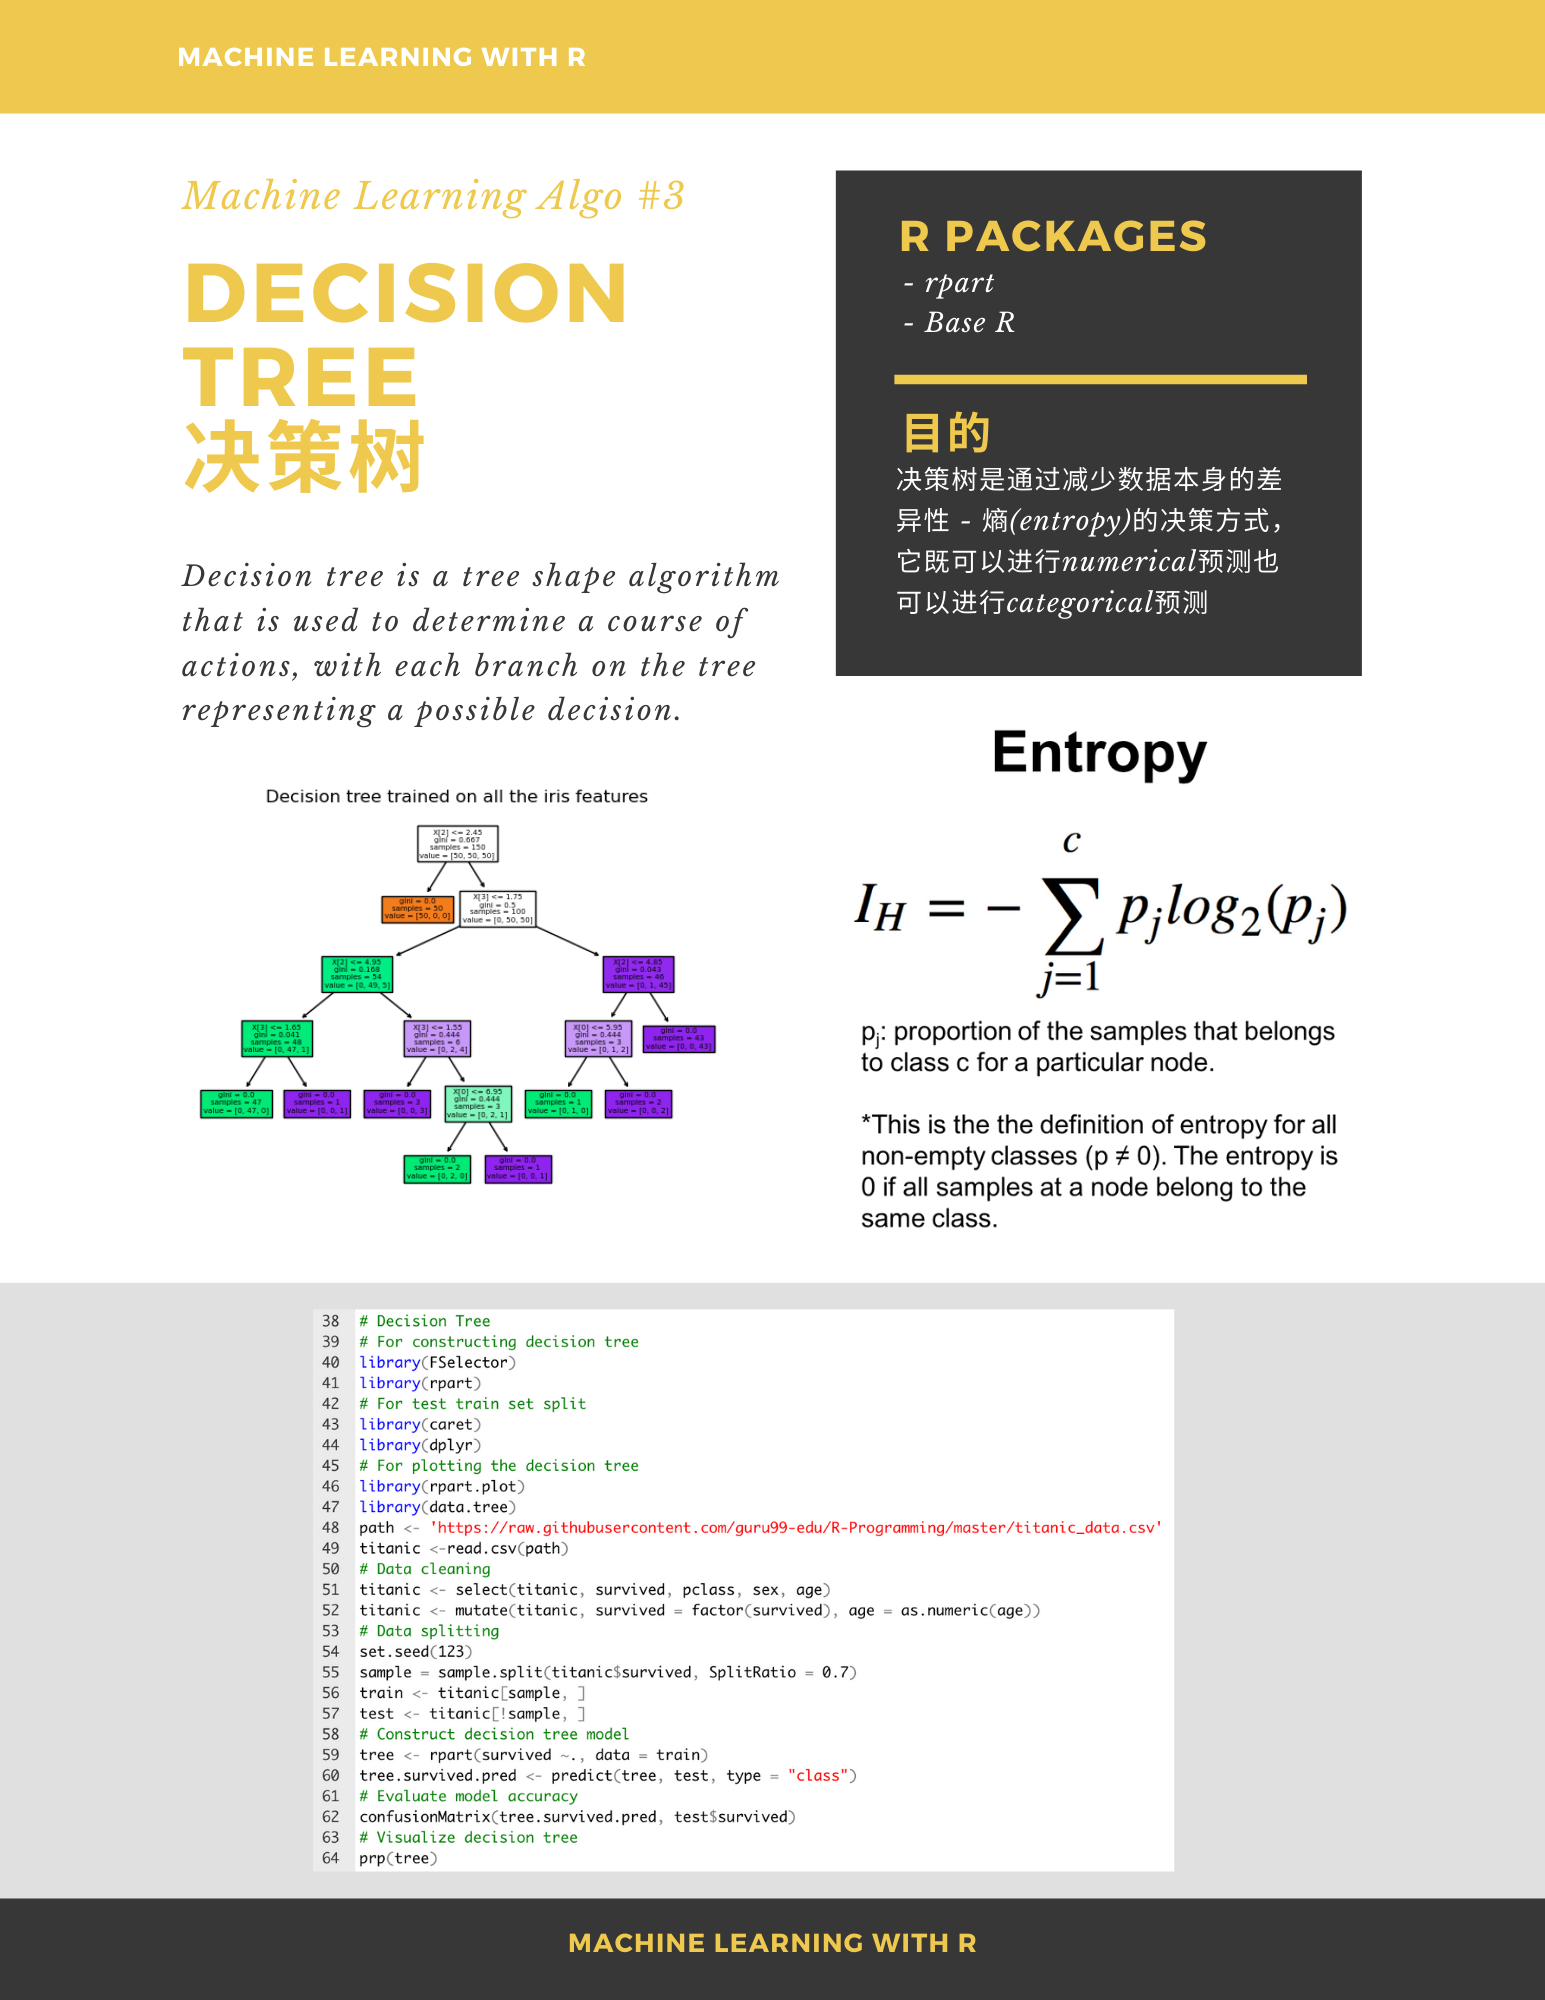 MACHINE LEARNING WITH R
Machine Learning Algo #3
DECISION
TREE
决策树
Decision tree is a tree shape algorithm
that is used to determine a course of
actions, with each branch on the tree
representing a possible decision.
R PACKAGES
- rpart
- Base R
目的
决策树是通过减少数据本身的差
异性 - 熵(entropy)的决策方式，
它既可以进行numerical预测也
可以进行categorical预测
Decision tree trained on all the iris features
X[2] <= 2.45
gini = 0.667
samples = 150
value = [50, 50, 50]
gini = 0.0
samples = 50
value = [50, 0, 0]
X[3] <= 1.75
gini = 0.5
samples = 100
value = [0, 50, 50]
X[2] <= 4.95
gini = 0.168
samples = 54
value = [0, 49, 5]
X[2] <= 4.85
gini = 0.043
samples = 46
value = [0, 1, 45]
X[3] <= 1.65
gini = 0.041
samples = 48
value = [0, 47, 1]
X[3] <= 1.55
gini = 0.444
samples = 6
value = [0, 2, 4]
X[0] <= 5.95
gini = 0.444
samples = 3
value = [0, 1, 2]
gini = 0.0
samples = 43
value = [0, 0, 43]
gini = 0.0
samples = 47
value = [0, 47, 0]
gini = 0.0
samples = 1
value = [0, 0, 1]
gini = 0.0
samples = 3
value = [0, 0, 3]
X[0] <= 6.95
gini = 0.444
samples = 3
value = [0, 2, 1]
gini = 0.0
samples = 1
value = [0, 1, 0]
gini = 0.0
samples = 2
value = [0, 0, 2]
gini = 0.0
samples = 2
value = [0, 2, 0]
gini = 0.0
samples = 1
value = [0, 0, 1]
Entropy
c
I_H = − ∑ p_j log_2(p_j)
j=1
p_j: proportion of the samples that belongs
to class c for a particular node.
*This is the the definition of entropy for all
non-empty classes (p ≠ 0). The entropy is
0 if all samples at a node belong to the
same class.
38 # Decision Tree
39 # For constructing decision tree
40 library(FSelector)
41 library(rpart)
42 # For test train set split
43 library(caret)
44 library(dplyr)
45 # For plotting the decision tree
46 library(rpart.plot)
47 library(data.tree)
48 path <- 'https://raw.githubusercontent.com/guru99-edu/R-Programming/master/titanic_data.csv'
49 titanic <-read.csv(path)
50 # Data cleaning
51 titanic <- select(titanic, survived, pclass, sex, age)
52 titanic <- mutate(titanic, survived = factor(survived), age = as.numeric(age))
53 # Data splitting
54 set.seed(123)
55 sample = sample.split(titanic$survived, SplitRatio = 0.7)
56 train <- titanic[sample, ]
57 test <- titanic[!sample, ]
58 # Construct decision tree model
59 tree <- rpart(survived ~., data = train)
60 tree.survived.pred <- predict(tree, test, type = "class")
61 # Evaluate model accuracy
62 confusionMatrix(tree.survived.pred, test$survived)
63 # Visualize decision tree
64 prp(tree)
MACHINE LEARNING WITH R